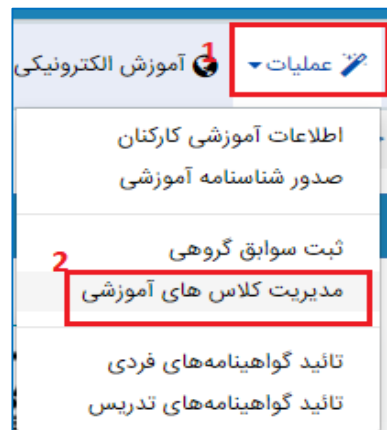 عملیات 1 آموزش الکترونیکی
اطلاعات آموزشی کارکنان
صدور شناسنامه آموزشی
ثبت سوابق گروهی
2
مدیریت کلاس های آموزشی
تائید گواهینامه‌های فردی
تائید گواهینامه‌های تدریس